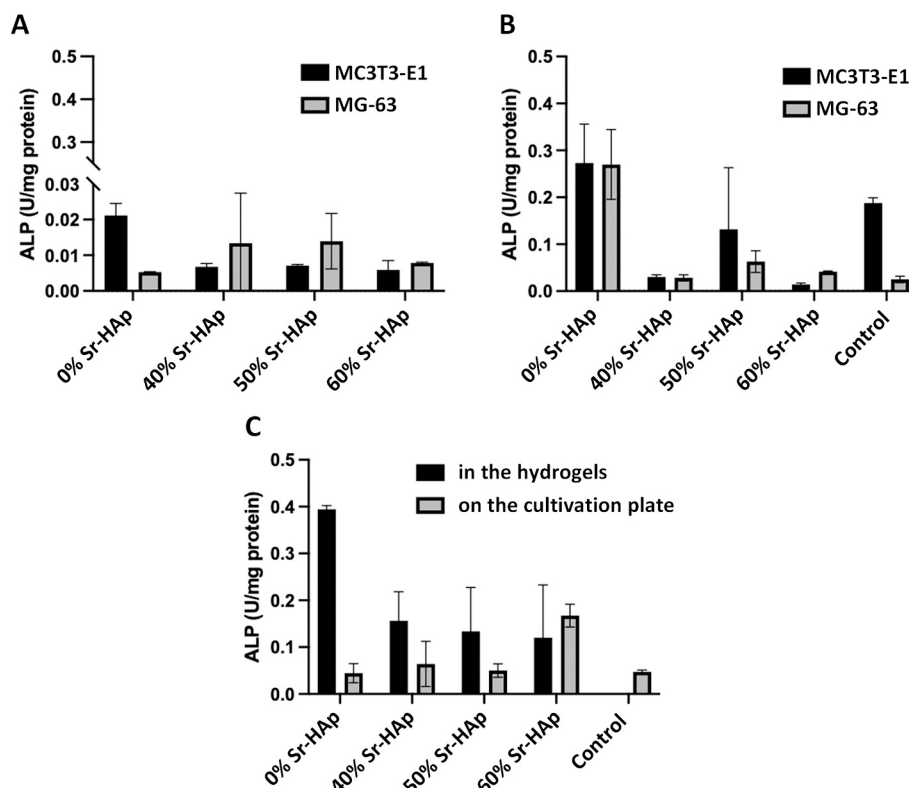 A
ALP (U/mg protein)
0.5
0.4
0.3
0.03
0.02
0.01
0.00
MC3T3-E1
MG-63
0% Sr-HAp
40% Sr-HAp
50% Sr-HAp
60% Sr-HAp
B
ALP (U/mg protein)
0.5
0.4
0.3
0.2
0.1
0.0
MC3T3-E1
MG-63
0% Sr-HAp
40% Sr-HAp
50% Sr-HAp
60% Sr-HAp
Control
C
ALP (U/mg protein)
0.5
0.4
0.3
0.2
0.1
0.0
in the hydrogels
on the cultivation plate
0% Sr-HAp
40% Sr-HAp
50% Sr-HAp
60% Sr-HAp
Control